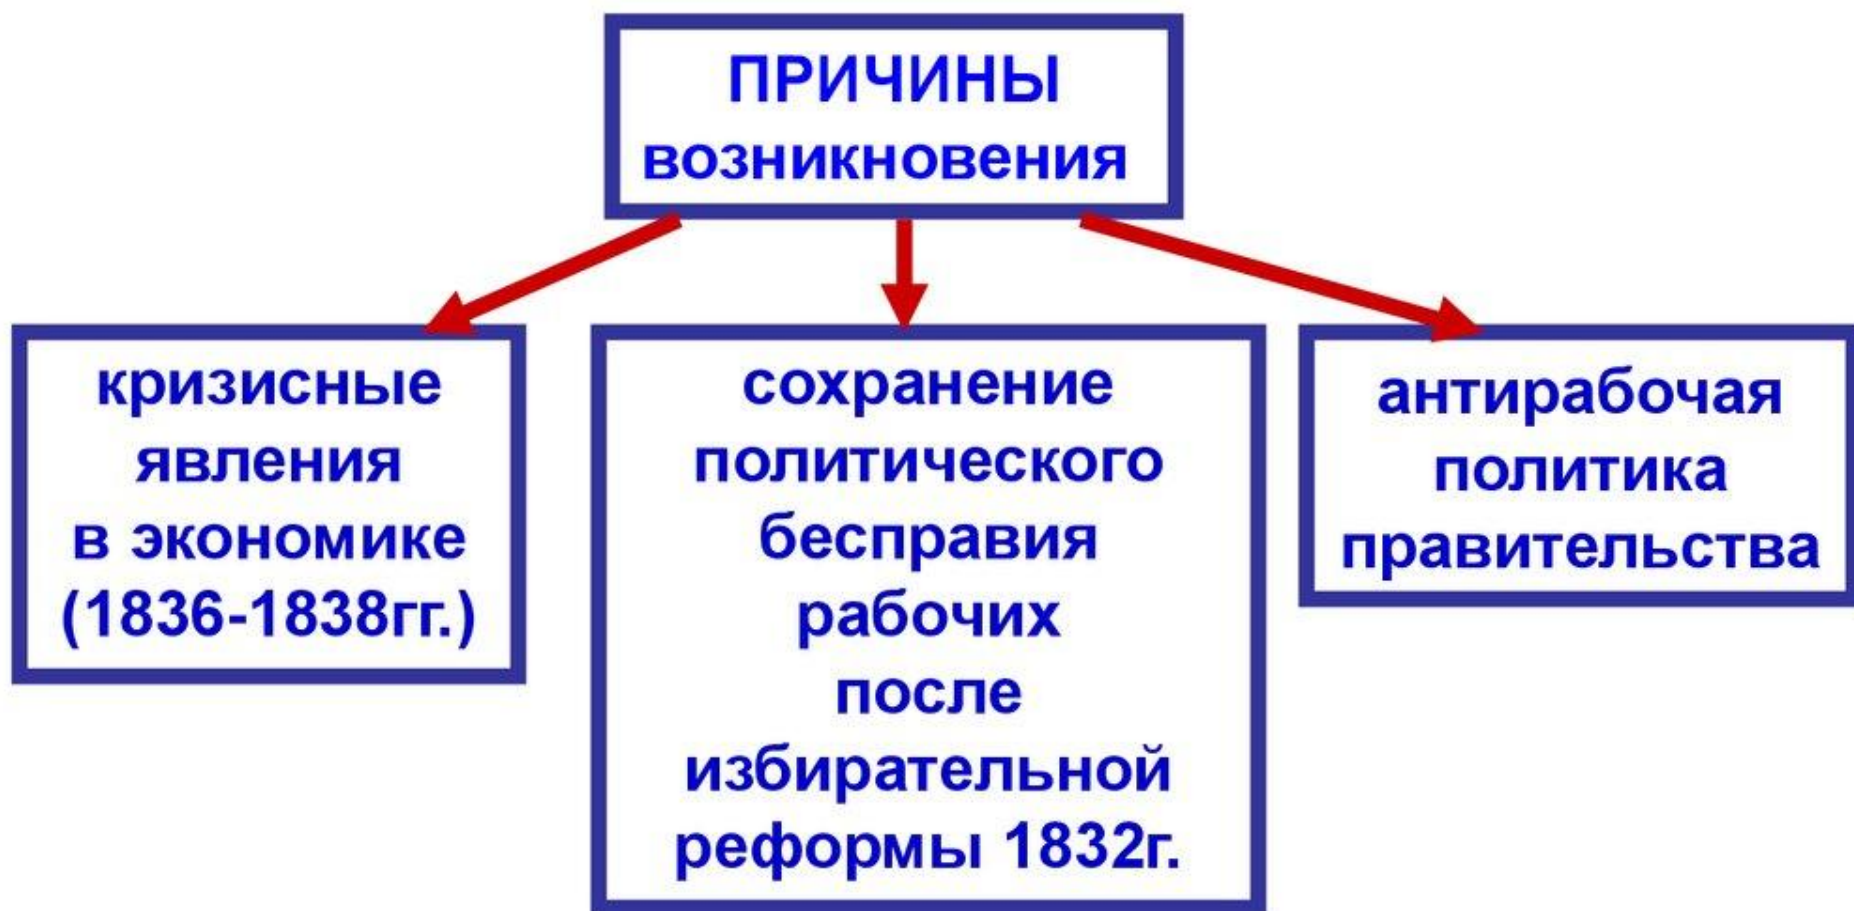 ПРИЧИНЫ
возникновения
кризисные
явления
в экономике
(1836-1838гг.)
сохранение
политического
бесправия
рабочих
после
избирательной
реформы 1832г.
антирабочая
политика
правительства